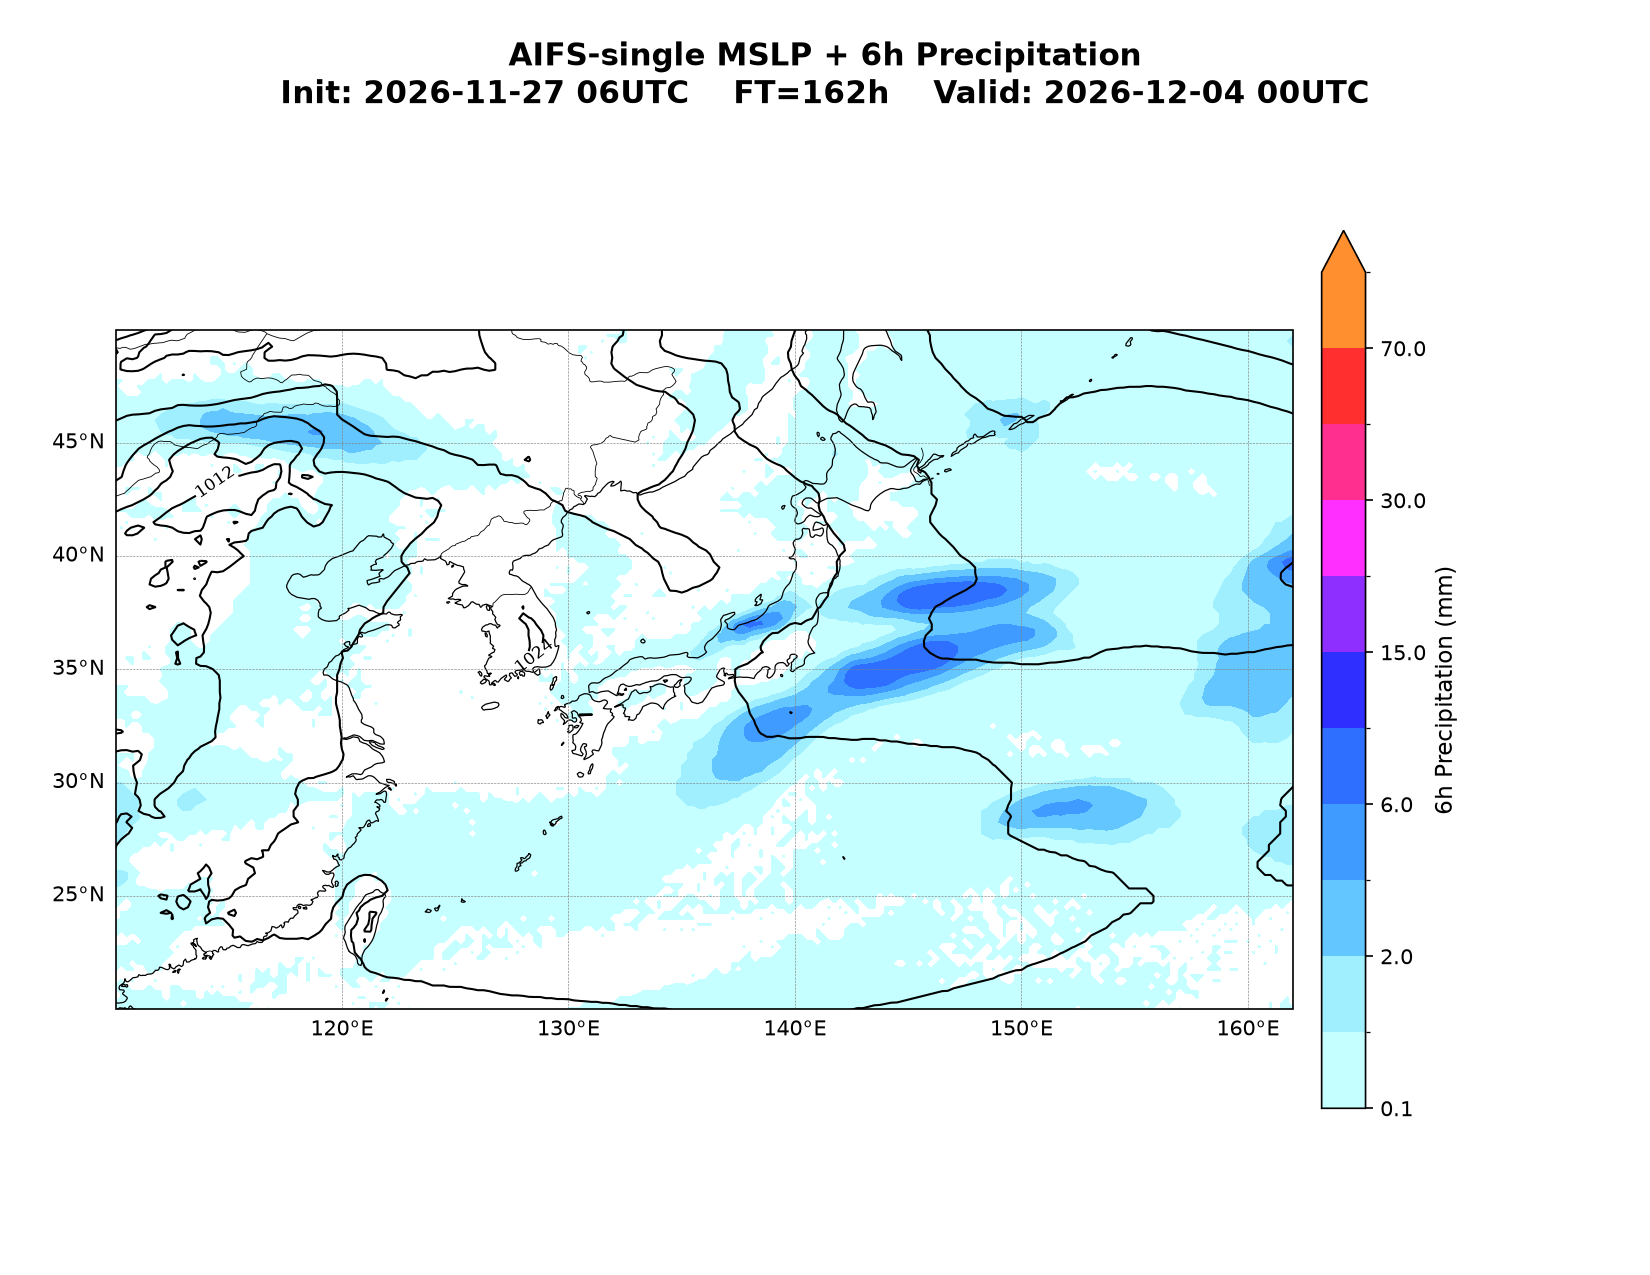 AIFS-single MSLP + 6h Precipitation
Init: 2026-11-27 06UTC    FT=162h    Valid: 2026-12-04 00UTC
45°N
40°N
35°N
30°N
25°N
120°E
130°E
140°E
150°E
160°E
1012
1024
70.0
30.0
15.0
6.0
2.0
0.1
6h Precipitation (mm)